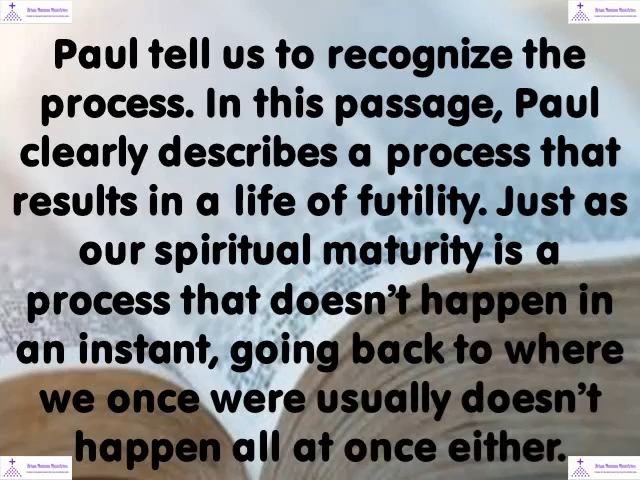 Paul tell us to recognize the
process. In this passage, Paul
clearly describes a process that
results in a life of futility. Just as
our spiritual maturity is a
process that doesn't happen in
an instant, going back to where
we once were usually doesn't
happen all at once either.